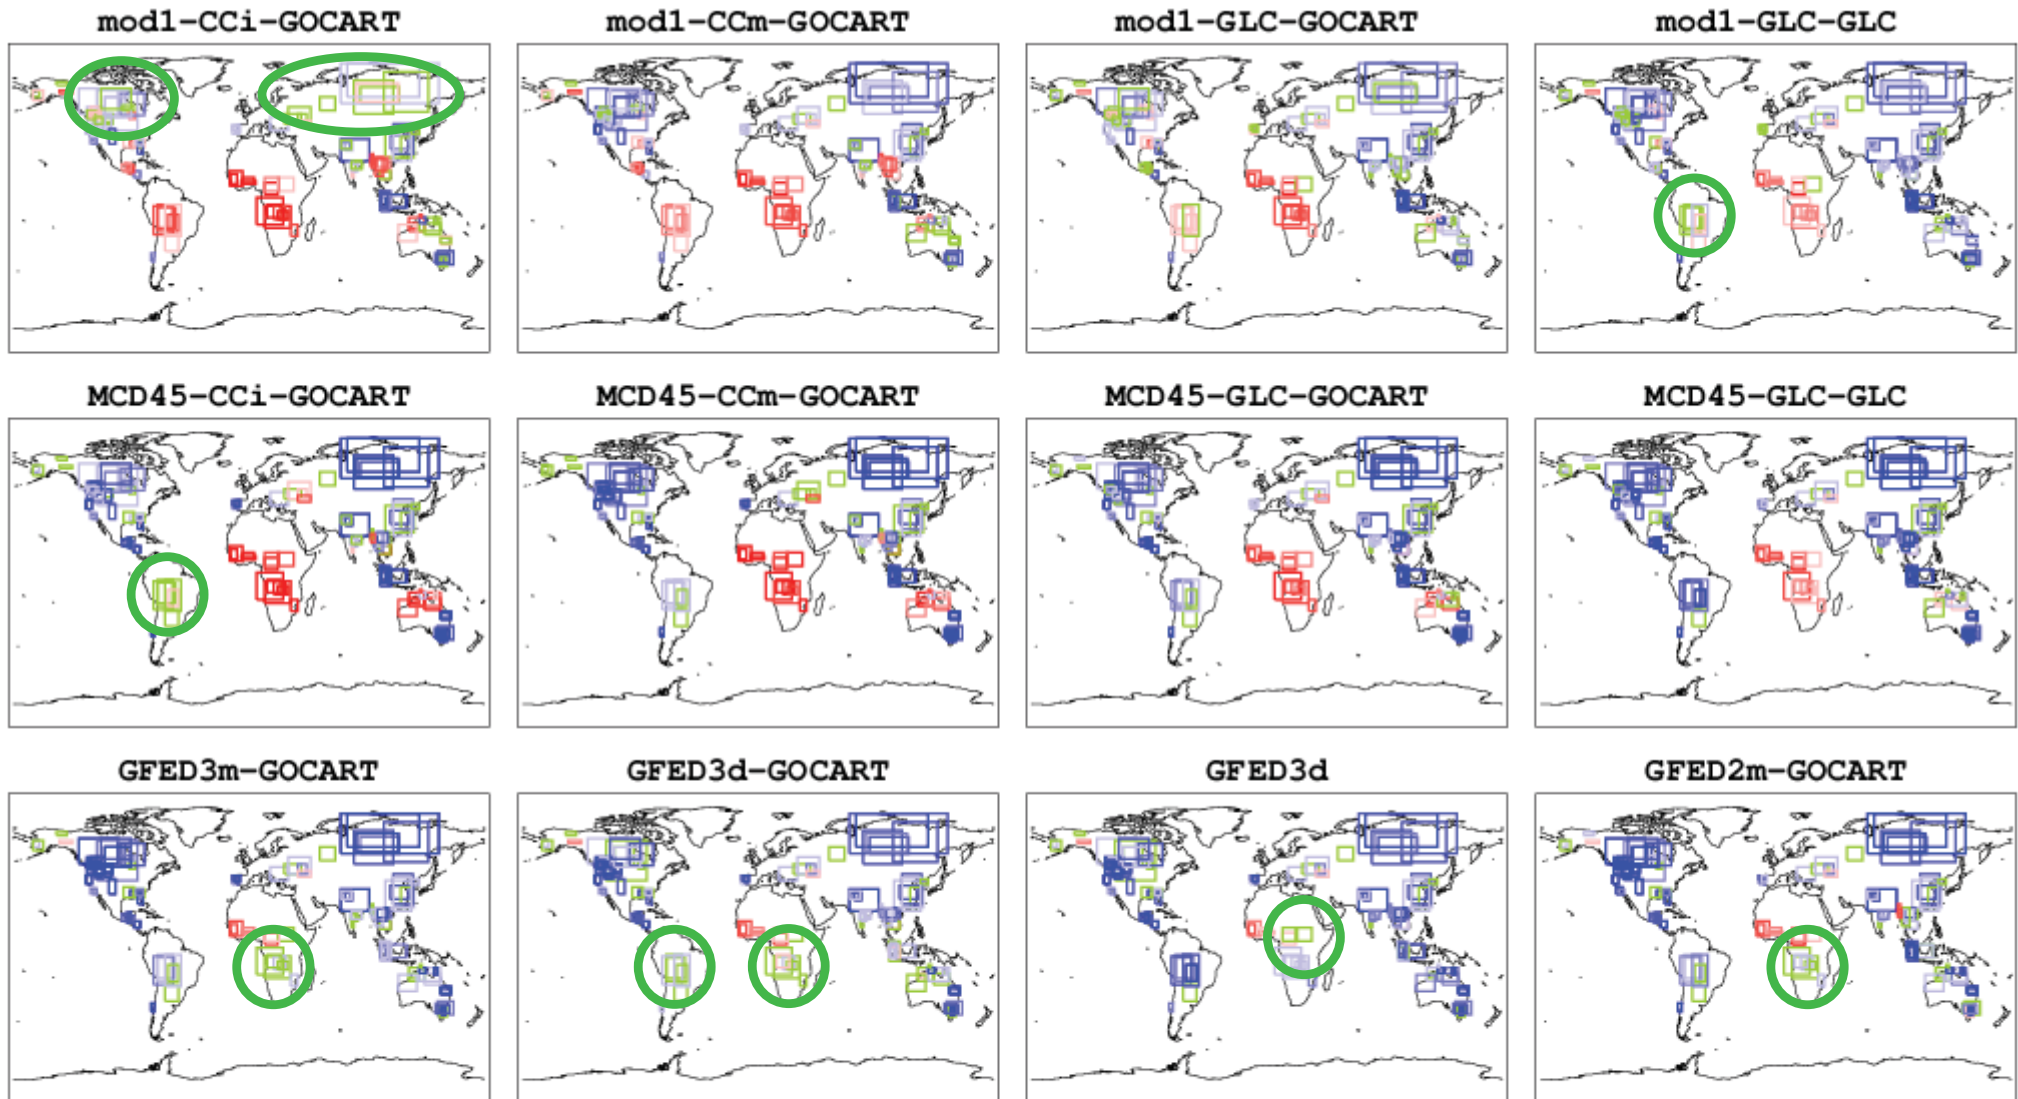 mod1-CCi-GOCART
mod1-CCm-GOCART
mod1-GLC-GOCART
mod1-GLC-GLC
MCD45-CCi-GOCART
MCD45-CCm-GOCART
MCD45-GLC-GOCART
MCD45-GLC-GLC
GFED3m-GOCART
GFED3d-GOCART
GFED3d
GFED2m-GOCART